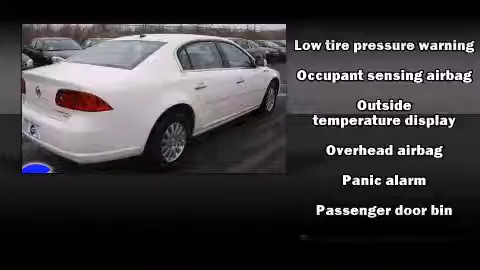 Low tire pressure warning
Occupant sensing airbag
Outside
temperature display
Overhead airbag
Panic alarm
Passenger door bin